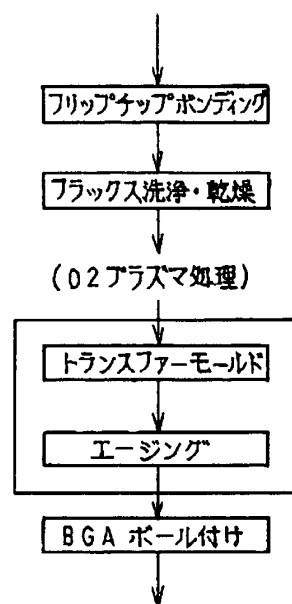 フリップチップボンディング
フラックス洗浄・乾燥
(O2プラズマ処理)
トランスファーモールド
エージング
BGA ボール付け